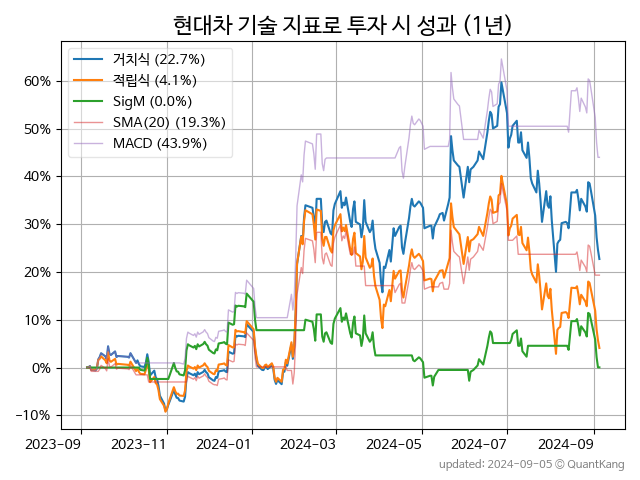 현대차 기술 지표로 투자 시 성과 (1년)
거치식 (22.7%)
적립식 (4.1%)
SigM (0.0%)
SMA(20) (19.3%)
MACD (43.9%)
60%
50%
40%
30%
20%
10%
0%
−10%
2023-09 2023-11 2024-01 2024-03 2024-05 2024-07 2024-09
updated: 2024-09-05 © QuantKang